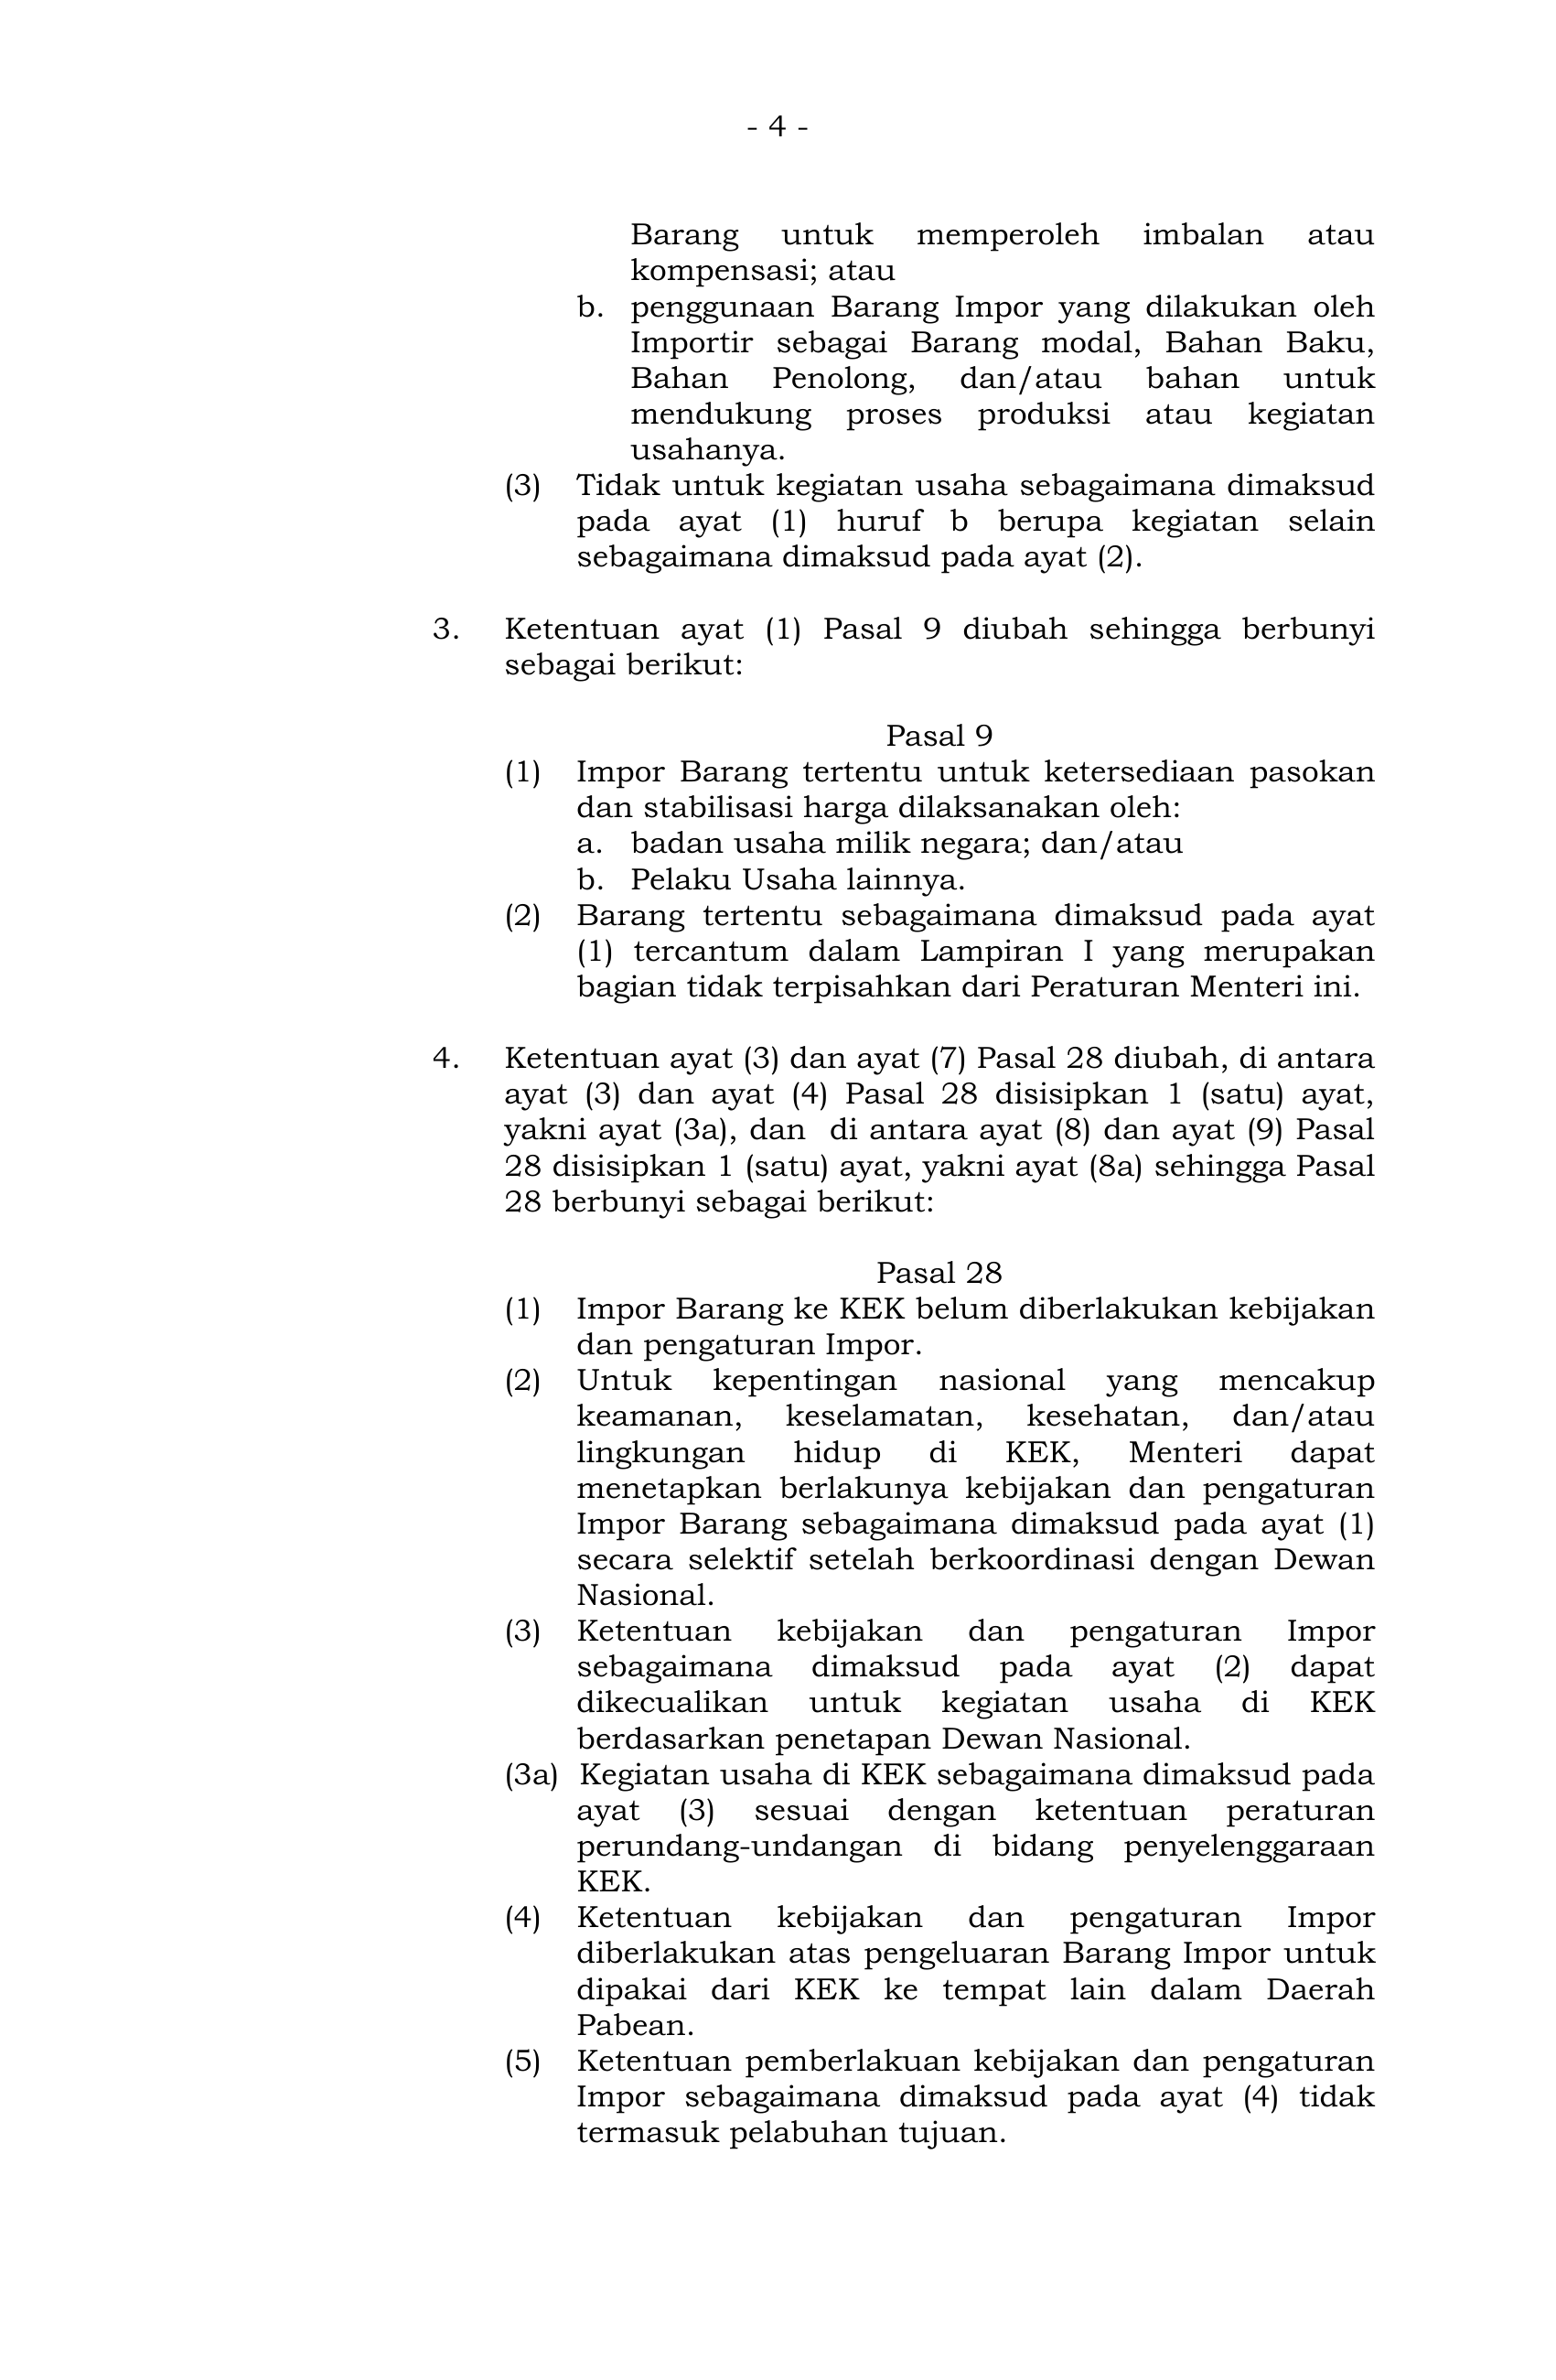 - 4 -
Barang untuk memperoleh imbalan atau
kompensasi; atau
b. penggunaan Barang Impor yang dilakukan oleh
Importir sebagai Barang modal, Bahan Baku,
Bahan Penolong, dan/atau bahan untuk
mendukung proses produksi atau kegiatan
usahanya.
(3) Tidak untuk kegiatan usaha sebagaimana dimaksud
pada ayat (1) huruf b berupa kegiatan selain
sebagaimana dimaksud pada ayat (2).
3. Ketentuan ayat (1) Pasal 9 diubah sehingga berbunyi
sebagai berikut:
Pasal 9
(1) Impor Barang tertentu untuk ketersediaan pasokan
dan stabilisasi harga dilaksanakan oleh:
a. badan usaha milik negara; dan/atau
b. Pelaku Usaha lainnya.
(2) Barang tertentu sebagaimana dimaksud pada ayat
(1) tercantum dalam Lampiran I yang merupakan
bagian tidak terpisahkan dari Peraturan Menteri ini.
4. Ketentuan ayat (3) dan ayat (7) Pasal 28 diubah, di antara
ayat (3) dan ayat (4) Pasal 28 disisipkan 1 (satu) ayat,
yakni ayat (3a), dan di antara ayat (8) dan ayat (9) Pasal
28 disisipkan 1 (satu) ayat, yakni ayat (8a) sehingga Pasal
28 berbunyi sebagai berikut:
Pasal 28
(1) Impor Barang ke KEK belum diberlakukan kebijakan
dan pengaturan Impor.
(2) Untuk kepentingan nasional yang mencakup
keamanan, keselamatan, kesehatan, dan/atau
lingkungan hidup di KEK, Menteri dapat
menetapkan berlakunya kebijakan dan pengaturan
Impor Barang sebagaimana dimaksud pada ayat (1)
secara selektif setelah berkoordinasi dengan Dewan
Nasional.
(3) Ketentuan kebijakan dan pengaturan Impor
sebagaimana dimaksud pada ayat (2) dapat
dikecualikan untuk kegiatan usaha di KEK
berdasarkan penetapan Dewan Nasional.
(3a) Kegiatan usaha di KEK sebagaimana dimaksud pada
ayat (3) sesuai dengan ketentuan peraturan
perundang-undangan di bidang penyelenggaraan
KEK.
(4) Ketentuan kebijakan dan pengaturan Impor
diberlakukan atas pengeluaran Barang Impor untuk
dipakai dari KEK ke tempat lain dalam Daerah
Pabean.
(5) Ketentuan pemberlakuan kebijakan dan pengaturan
Impor sebagaimana dimaksud pada ayat (4) tidak
termasuk pelabuhan tujuan.